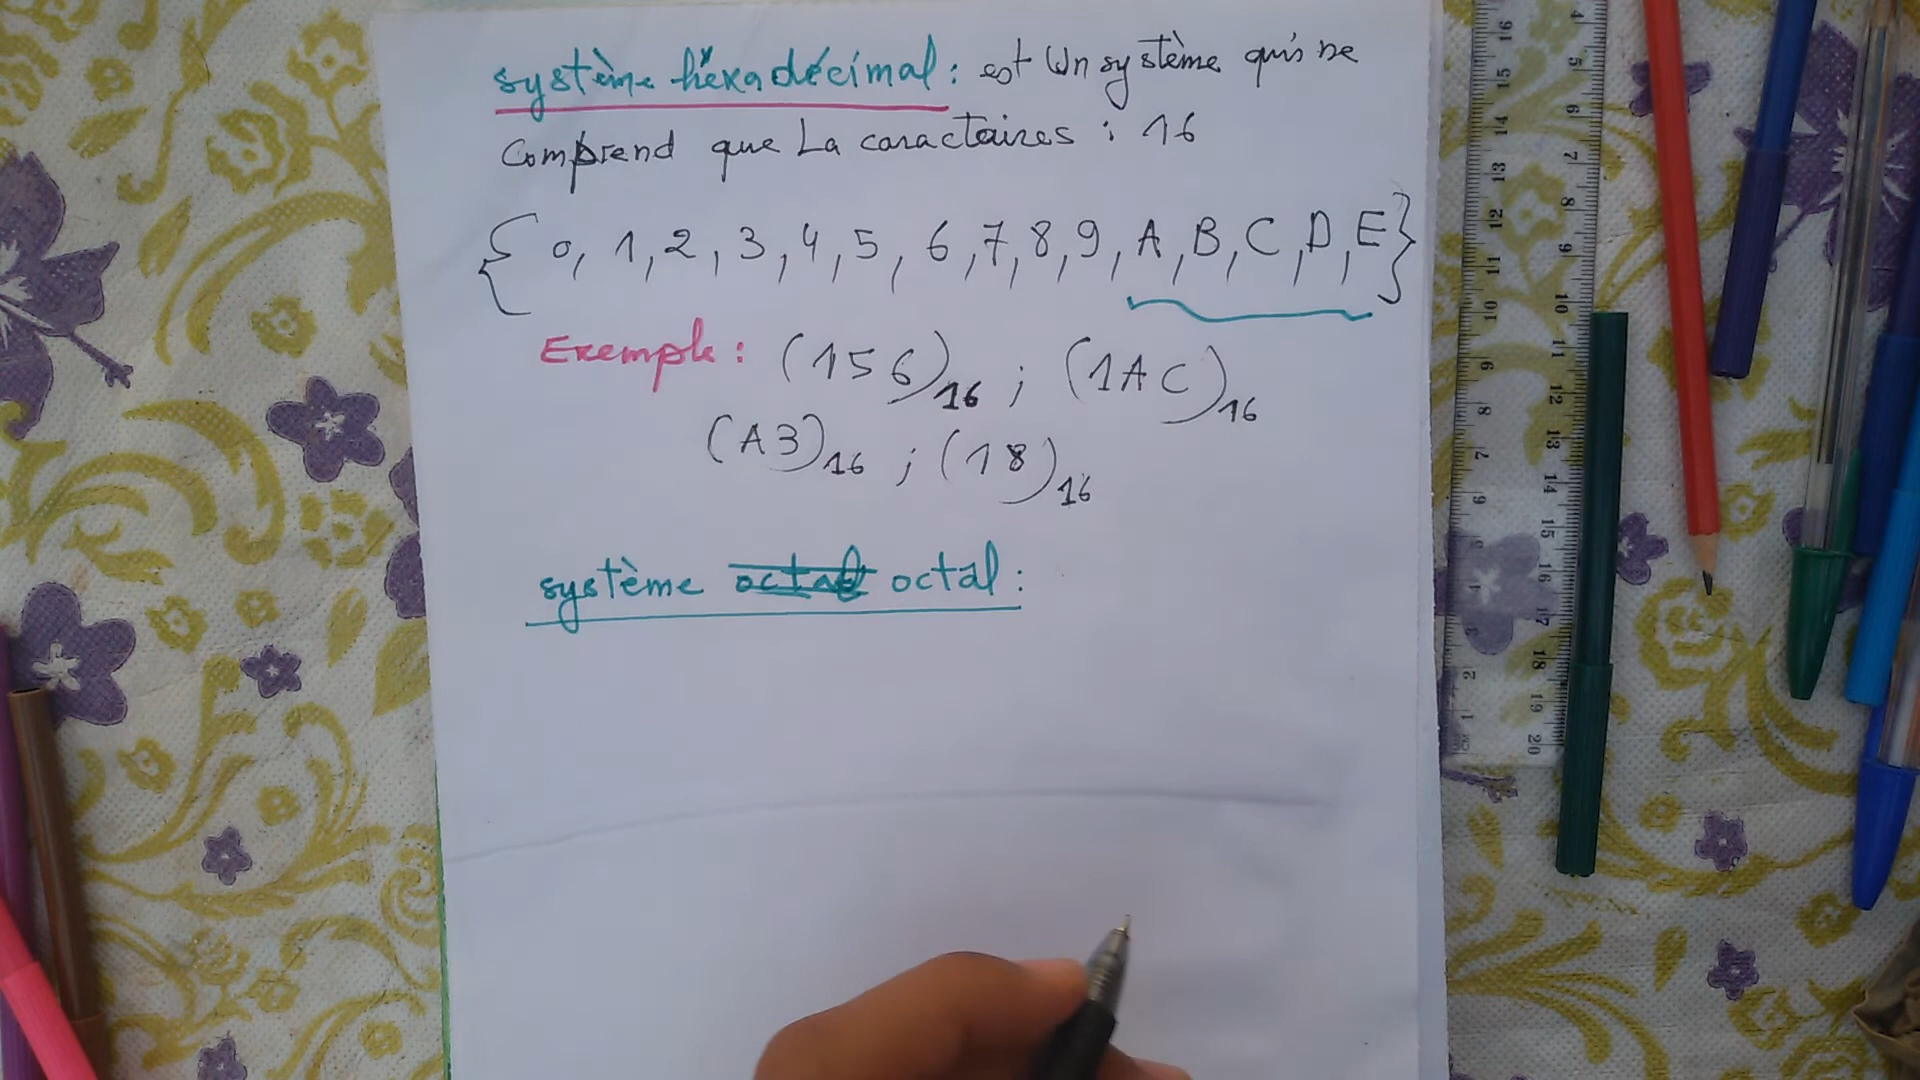 système héxadécimal : est un système qui ne
comprend que La caractaires : 16
{ 0, 1, 2, 3, 4, 5, 6, 7, 8, 9, A, B, C, D, E }
Exemple : (156)16 ; (1AC)16
(A3)16 ; (18)16
système octal octal :